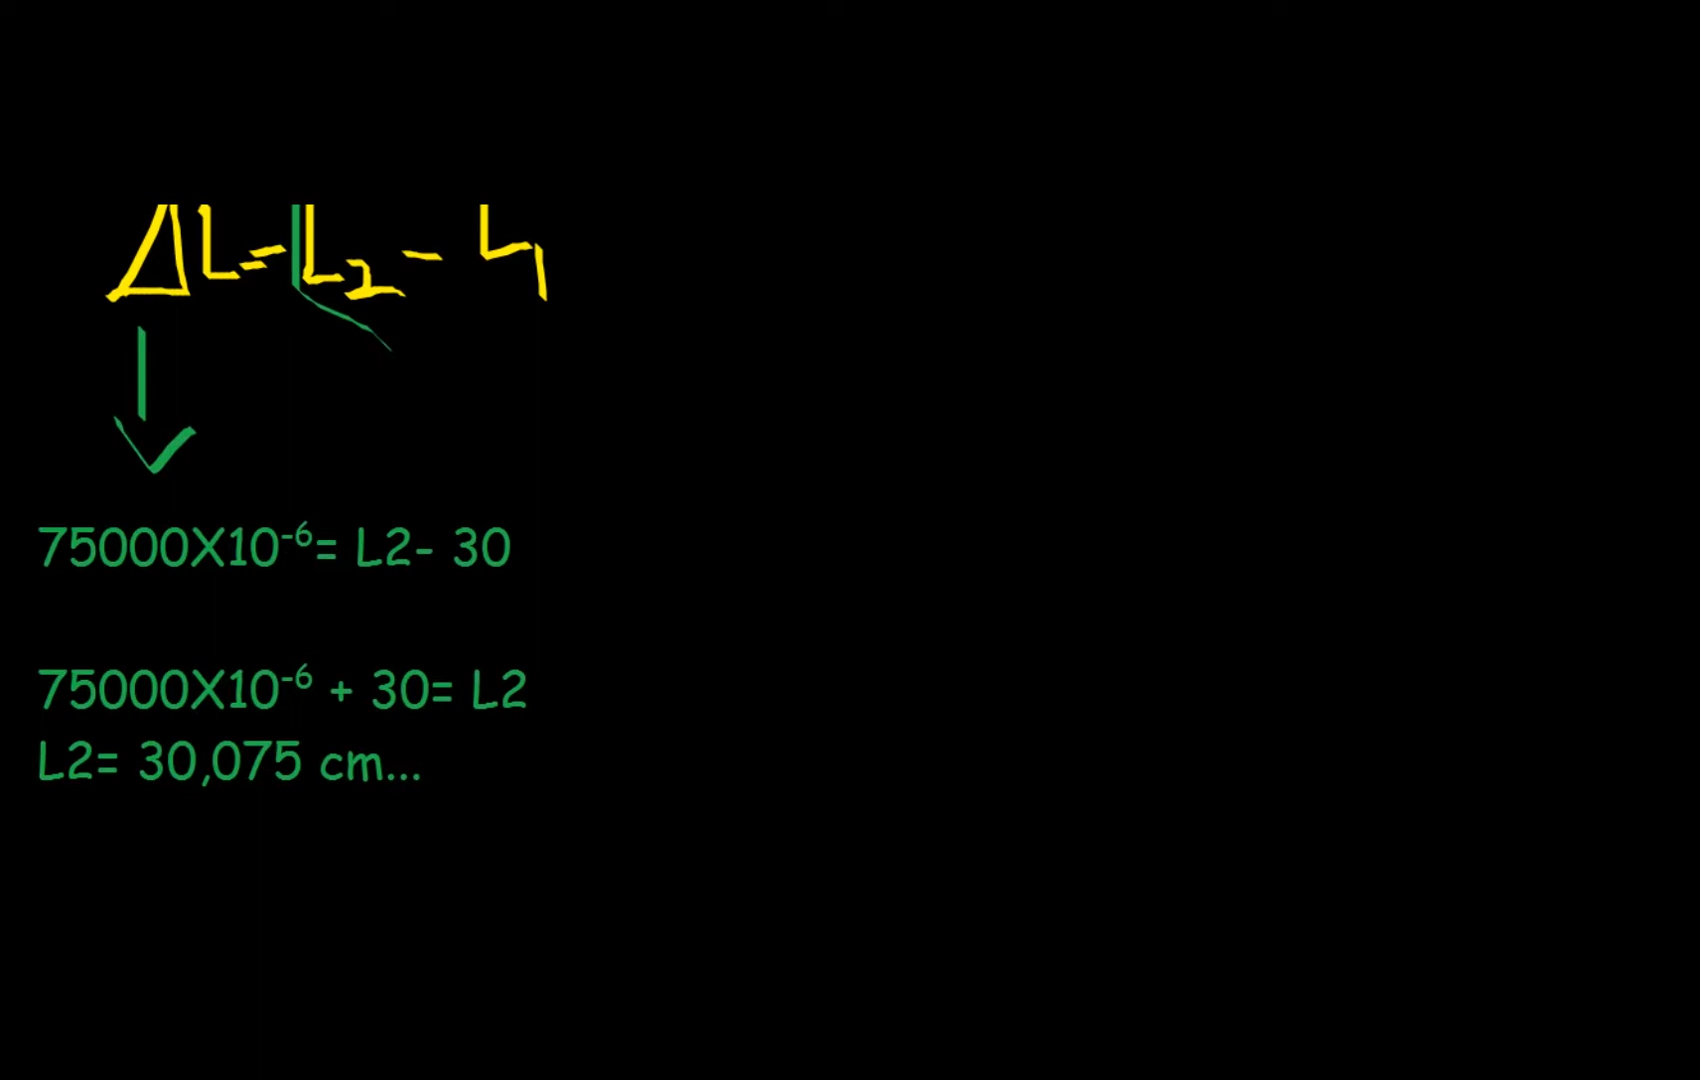 ΔL= L₂ - L₁
75000X10⁻⁶= L2- 30
75000X10⁻⁶ + 30= L2
L2= 30,075 cm...